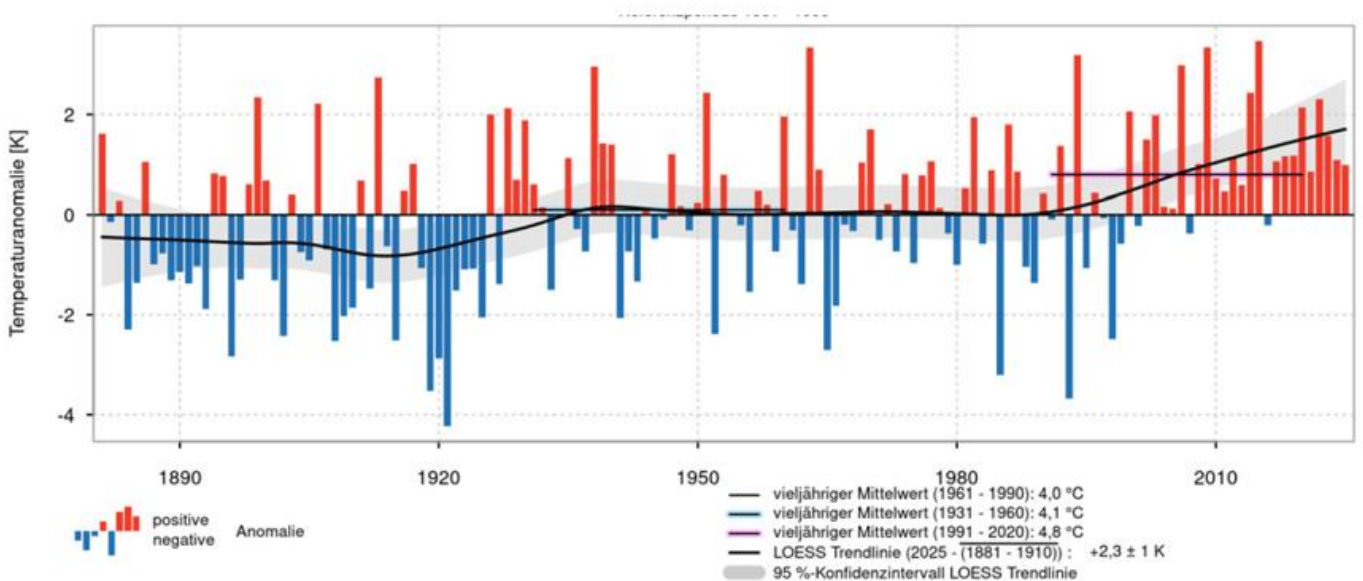 Temperaturanomalie [K]
2
0
-2
-4
1890 1920 1950 1980 2010
positive
negative
Anomalie
vieljähriger Mittelwert (1961 - 1990): 4,0 °C
vieljähriger Mittelwert (1931 - 1960): 4,1 °C
vieljähriger Mittelwert (1991 - 2020): 4,8 °C
LOESS Trendlinie (2025 - (1881 - 1910)) : +2,3 ± 1 K
95 %-Konfidenzintervall LOESS Trendlinie